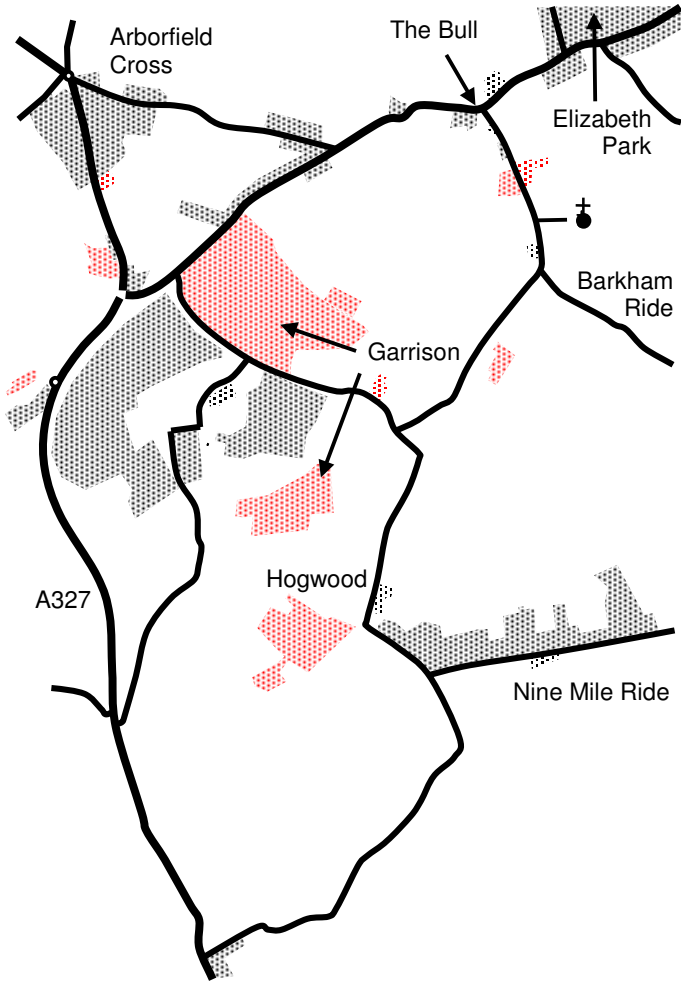 The Bull
Arborfield
Cross
Elizabeth
Park
Barkham
Ride
Garrison
Hogwood
A327
Nine Mile Ride